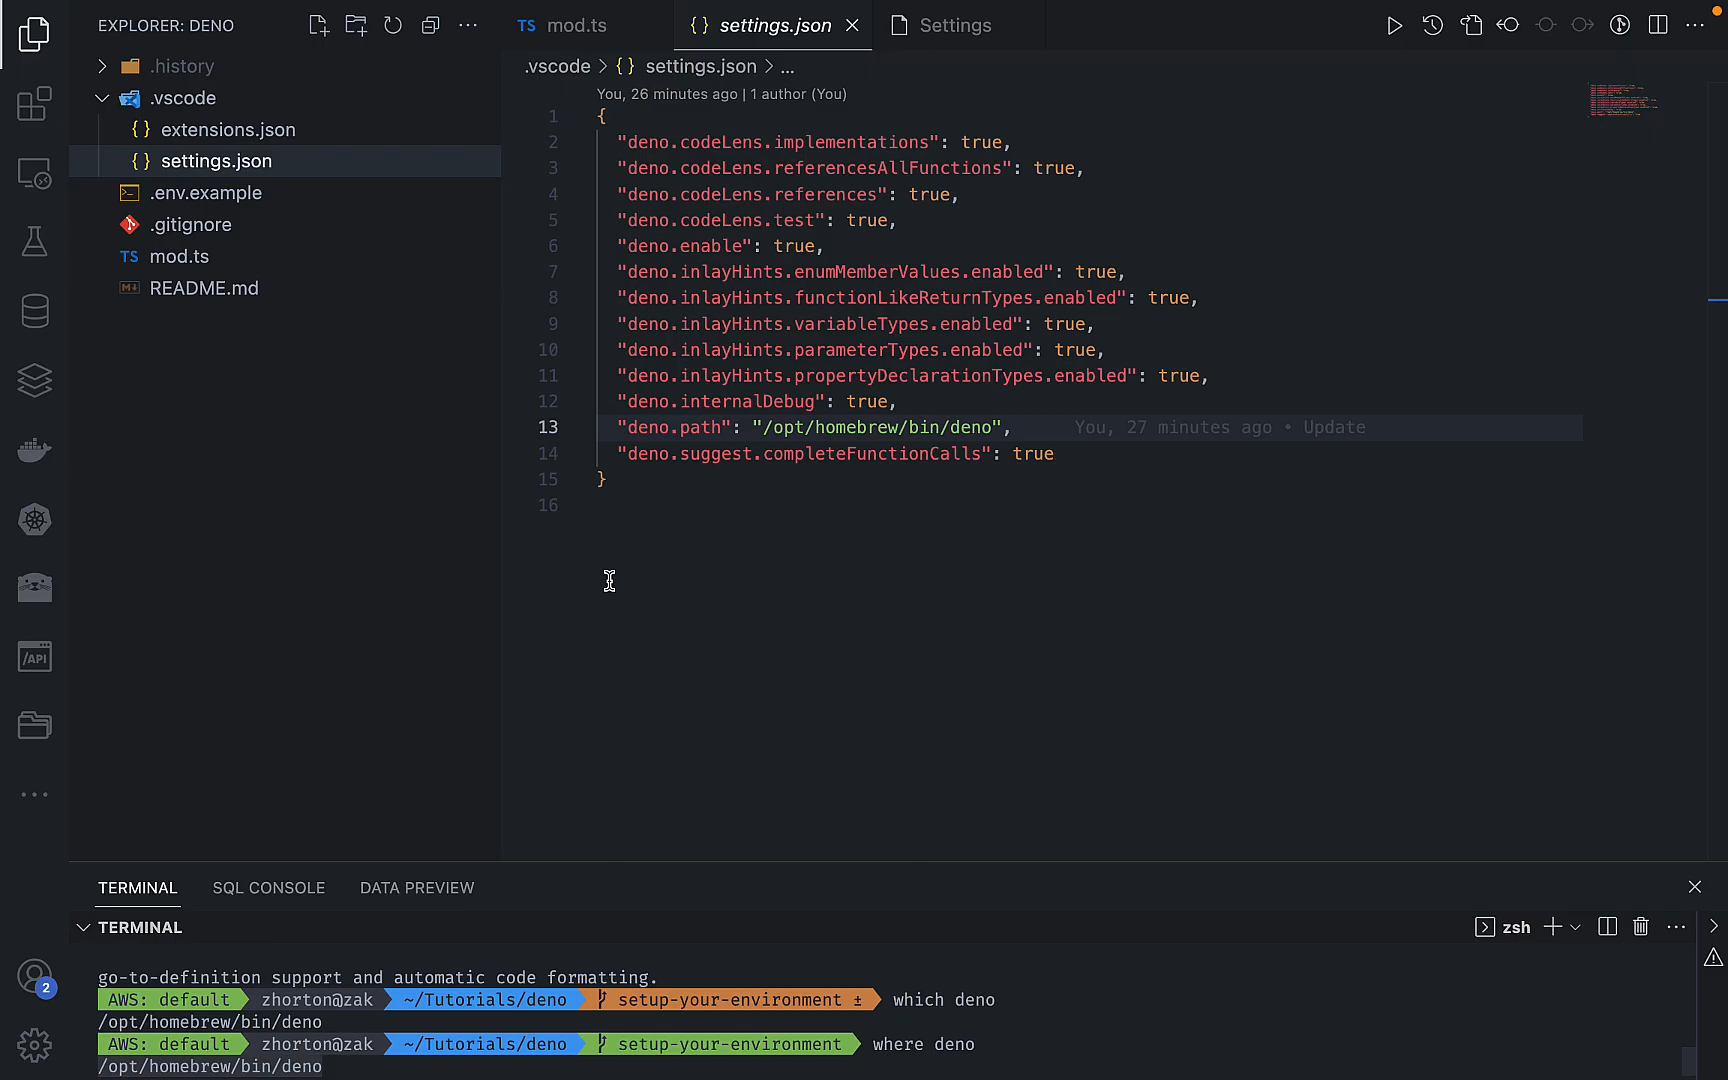 EXPLORER: DENO
.history
.vscode
{} extensions.json
{} settings.json
.env.example
.gitignore
TS mod.ts
M↓ README.md
2
TS mod.ts
{} settings.json
Settings
.vscode > {} settings.json > ...
You, 26 minutes ago | 1 author (You)
1 {
2 "deno.codeLens.implementations": true,
3 "deno.codeLens.referencesAllFunctions": true,
4 "deno.codeLens.references": true,
5 "deno.codeLens.test": true,
6 "deno.enable": true,
7 "deno.inlayHints.enumMemberValues.enabled": true,
8 "deno.inlayHints.functionLikeReturnTypes.enabled": true,
9 "deno.inlayHints.variableTypes.enabled": true,
10 "deno.inlayHints.parameterTypes.enabled": true,
11 "deno.inlayHints.propertyDeclarationTypes.enabled": true,
12 "deno.internalDebug": true,
13 "deno.path": "/opt/homebrew/bin/deno", You, 27 minutes ago • Update
14 "deno.suggest.completeFunctionCalls": true
15 }
16
/API
TERMINAL SQL CONSOLE DATA PREVIEW
TERMINAL
zsh
go-to-definition support and automatic code formatting.
AWS: default zhorton@zak ~/Tutorials/deno setup-your-environment ± which deno
/opt/homebrew/bin/deno
AWS: default zhorton@zak ~/Tutorials/deno setup-your-environment where deno
/opt/homebrew/bin/deno